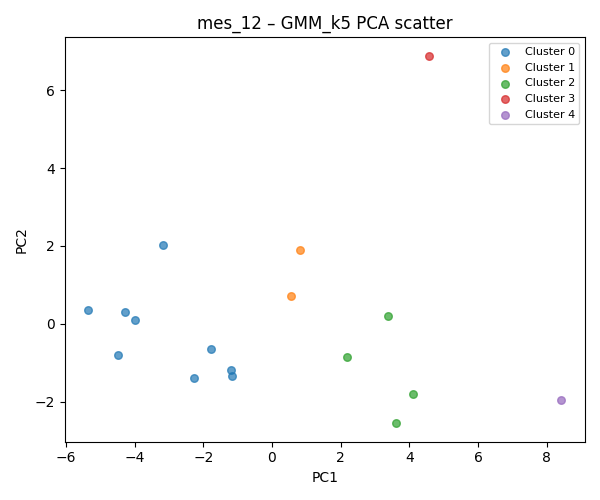 mes_12 – GMM_k5 PCA scatter
Cluster 0
Cluster 1
Cluster 2
Cluster 3
Cluster 4
PC2
6
4
2
0
−2
−6 −4 −2 0 2 4 6 8
PC1